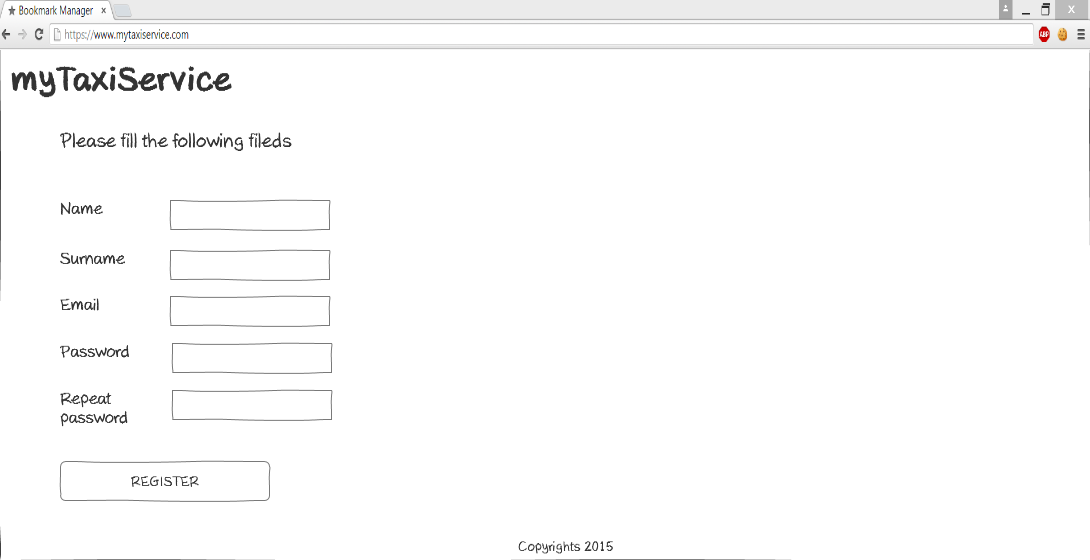 Bookmark Manager
https://www.mytaxiservice.com
ABP
myTaxiService
Please fill the following fileds
Name
Surname
Email
Password
Repeat
password
REGISTER
Copyrights 2015